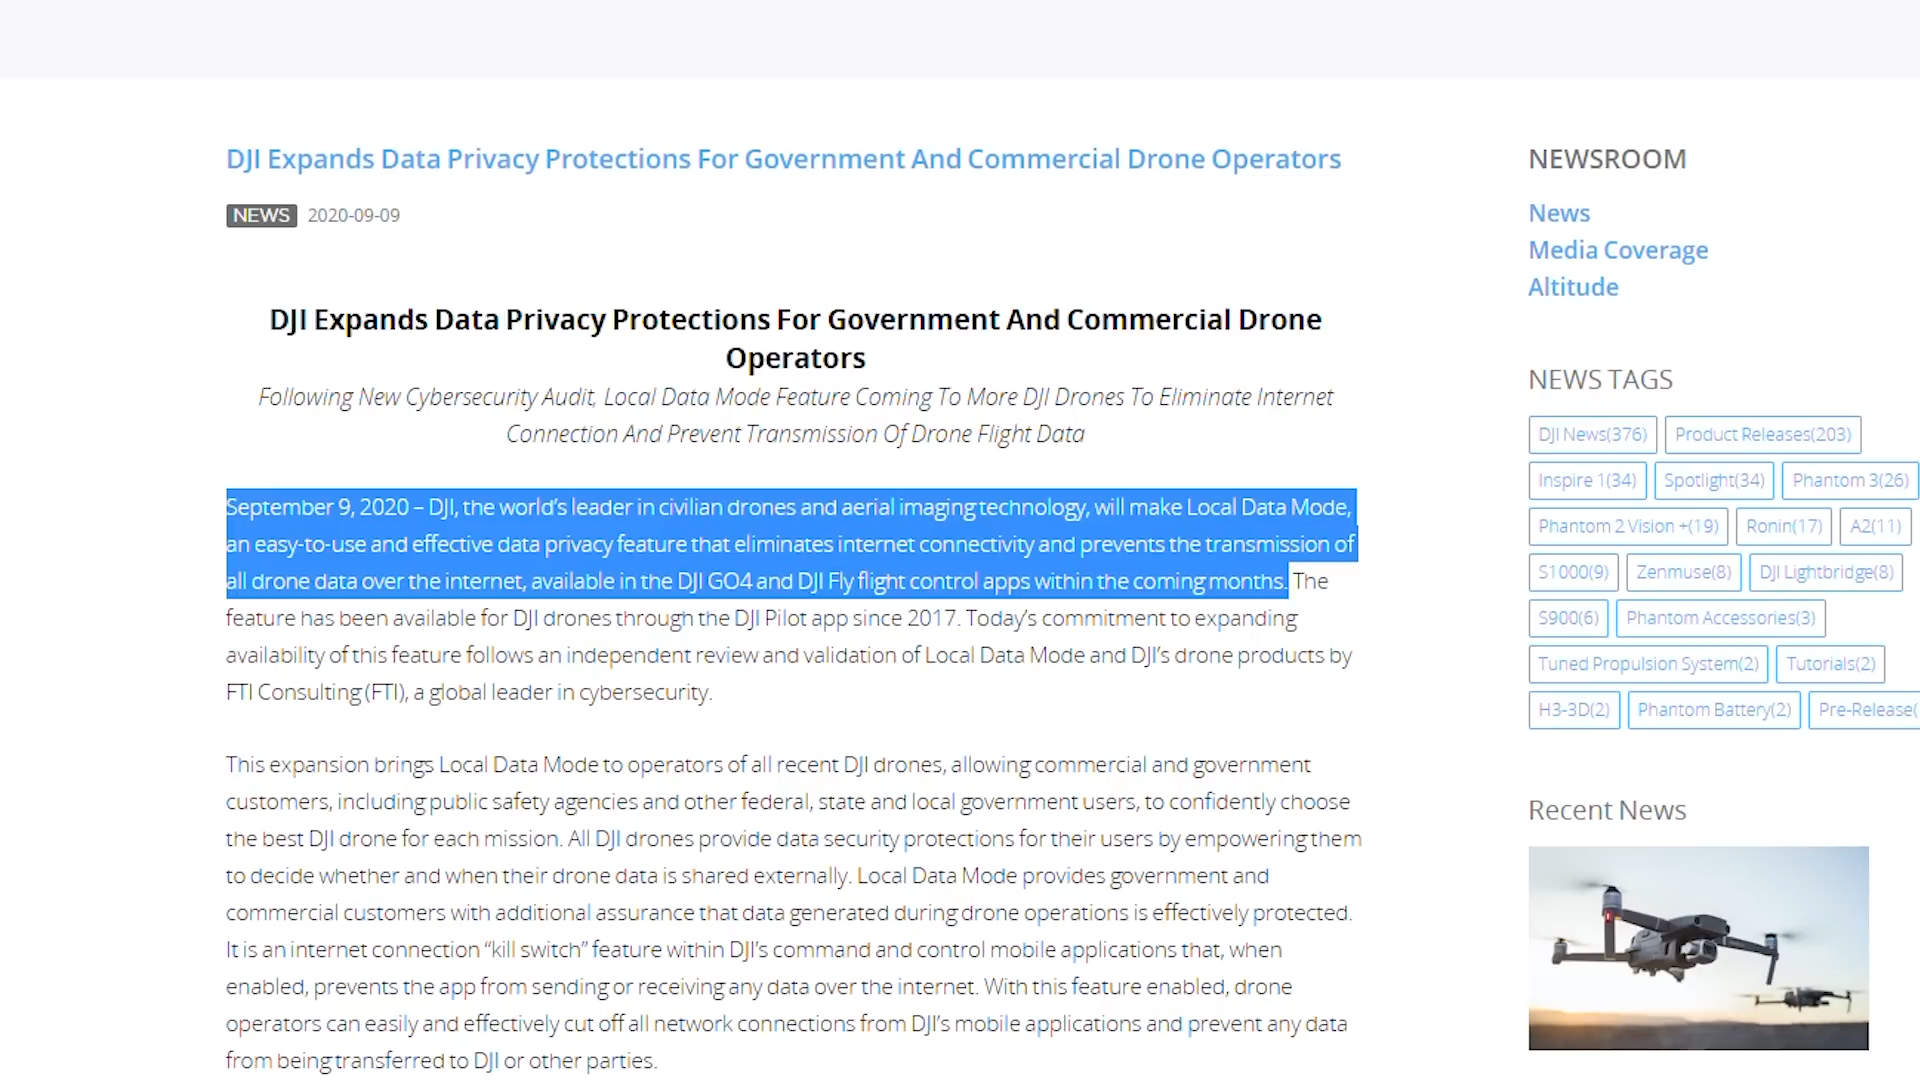 DJI Expands Data Privacy Protections For Government And Commercial Drone Operators
NEWS 2020-09-09
DJI Expands Data Privacy Protections For Government And Commercial Drone
Operators
Following New Cybersecurity Audit, Local Data Mode Feature Coming To More DJI Drones To Eliminate Internet
Connection And Prevent Transmission Of Drone Flight Data
September 9, 2020 – DJI, the world's leader in civilian drones and aerial imaging technology, will make Local Data Mode,
an easy-to-use and effective data privacy feature that eliminates internet connectivity and prevents the transmission of
all drone data over the internet, available in the DJI GO4 and DJI Fly flight control apps within the coming months. The
feature has been available for DJI drones through the DJI Pilot app since 2017. Today's commitment to expanding
availability of this feature follows an independent review and validation of Local Data Mode and DJI's drone products by
FTI Consulting (FTI), a global leader in cybersecurity.
This expansion brings Local Data Mode to operators of all recent DJI drones, allowing commercial and government
customers, including public safety agencies and other federal, state and local government users, to confidently choose
the best DJI drone for each mission. All DJI drones provide data security protections for their users by empowering them
to decide whether and when their drone data is shared externally. Local Data Mode provides government and
commercial customers with additional assurance that data generated during drone operations is effectively protected.
It is an internet connection “kill switch” feature within DJI's command and control mobile applications that, when
enabled, prevents the app from sending or receiving any data over the internet. With this feature enabled, drone
operators can easily and effectively cut off all network connections from DJI's mobile applications and prevent any data
from being transferred to DJI or other parties.
NEWSROOM
News
Media Coverage
Altitude
NEWS TAGS
DJI News(376) Product Releases(203)
Inspire 1(34) Spotlight(34) Phantom 3(26)
Phantom 2 Vision +(19) Ronin(17) A2(11)
S1000(9) Zenmuse(8) DJI Lightbridge(8)
S900(6) Phantom Accessories(3)
Tuned Propulsion System(2) Tutorials(2)
H3-3D(2) Phantom Battery(2) Pre-Release(
Recent News